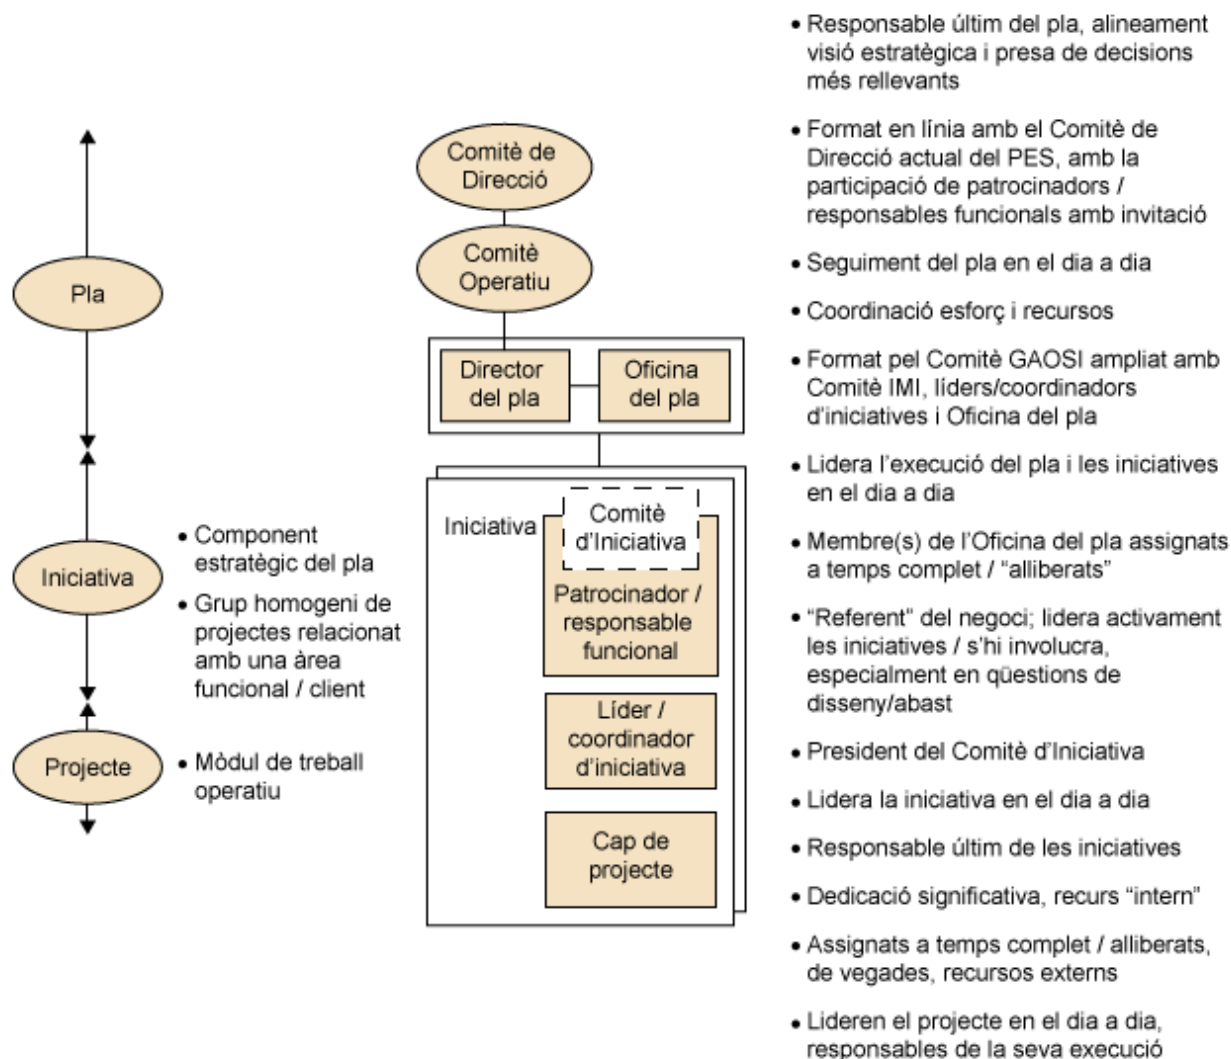 Pla
Iniciativa
• Component
estratègic del pla
• Grup homogeni de
projectes relacionat
amb una àrea
funcional / client
Projecte
• Mòdul de treball
operatiu
Comitè de
Direcció
Comitè
Operatiu
Director
del pla
Oficina
del pla
Iniciativa
Comitè
d'Iniciativa
Patrocinador /
responsable
funcional
Líder /
coordinador
d'iniciativa
Cap de
projecte
• Responsable últim del pla, alineament
visió estratègica i presa de decisions
més rellevants
• Format en línia amb el Comitè de
Direcció actual del PES, amb la
participació de patrocinadors /
responsables funcionals amb invitació
• Seguiment del pla en el dia a dia
• Coordinació esforç i recursos
• Format pel Comitè GAOSI ampliat amb
Comitè IMI, líders/coordinadors
d'iniciatives i Oficina del pla
• Lidera l'execució del pla i les iniciatives
en el dia a dia
• Membre(s) de l'Oficina del pla assignats
a temps complet / “alliberats”
• “Referent” del negoci; lidera activament
les iniciatives / s'hi involucra,
especialment en qüestions de
disseny/abast
• President del Comitè d'Iniciativa
• Lidera la iniciativa en el dia a dia
• Responsable últim de les iniciatives
• Dedicació significativa, recurs “intern”
• Assignats a temps complet / alliberats,
de vegades, recursos externs
• Lideren el projecte en el dia a dia,
responsables de la seva execució